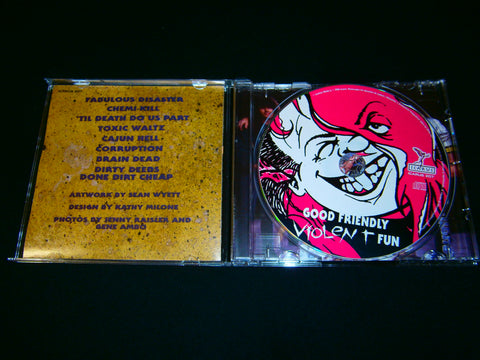 FABULOUS DISASTER
CHEMI-KILL
'TIL DEATH DO US PART
TOXIC WALTZ
CAJUN HELL
CORRUPTION
BRAIN DEAD
DIRTY DEEDS
DONE DIRT CHEAP
ARTWORK BY SEAN WYETT
DESIGN BY KATHY MILONE
PHOTOS BY JENNY RAISLER AND
GENE AMBO
GOOD FRIENDLY
VIOLENT FUN